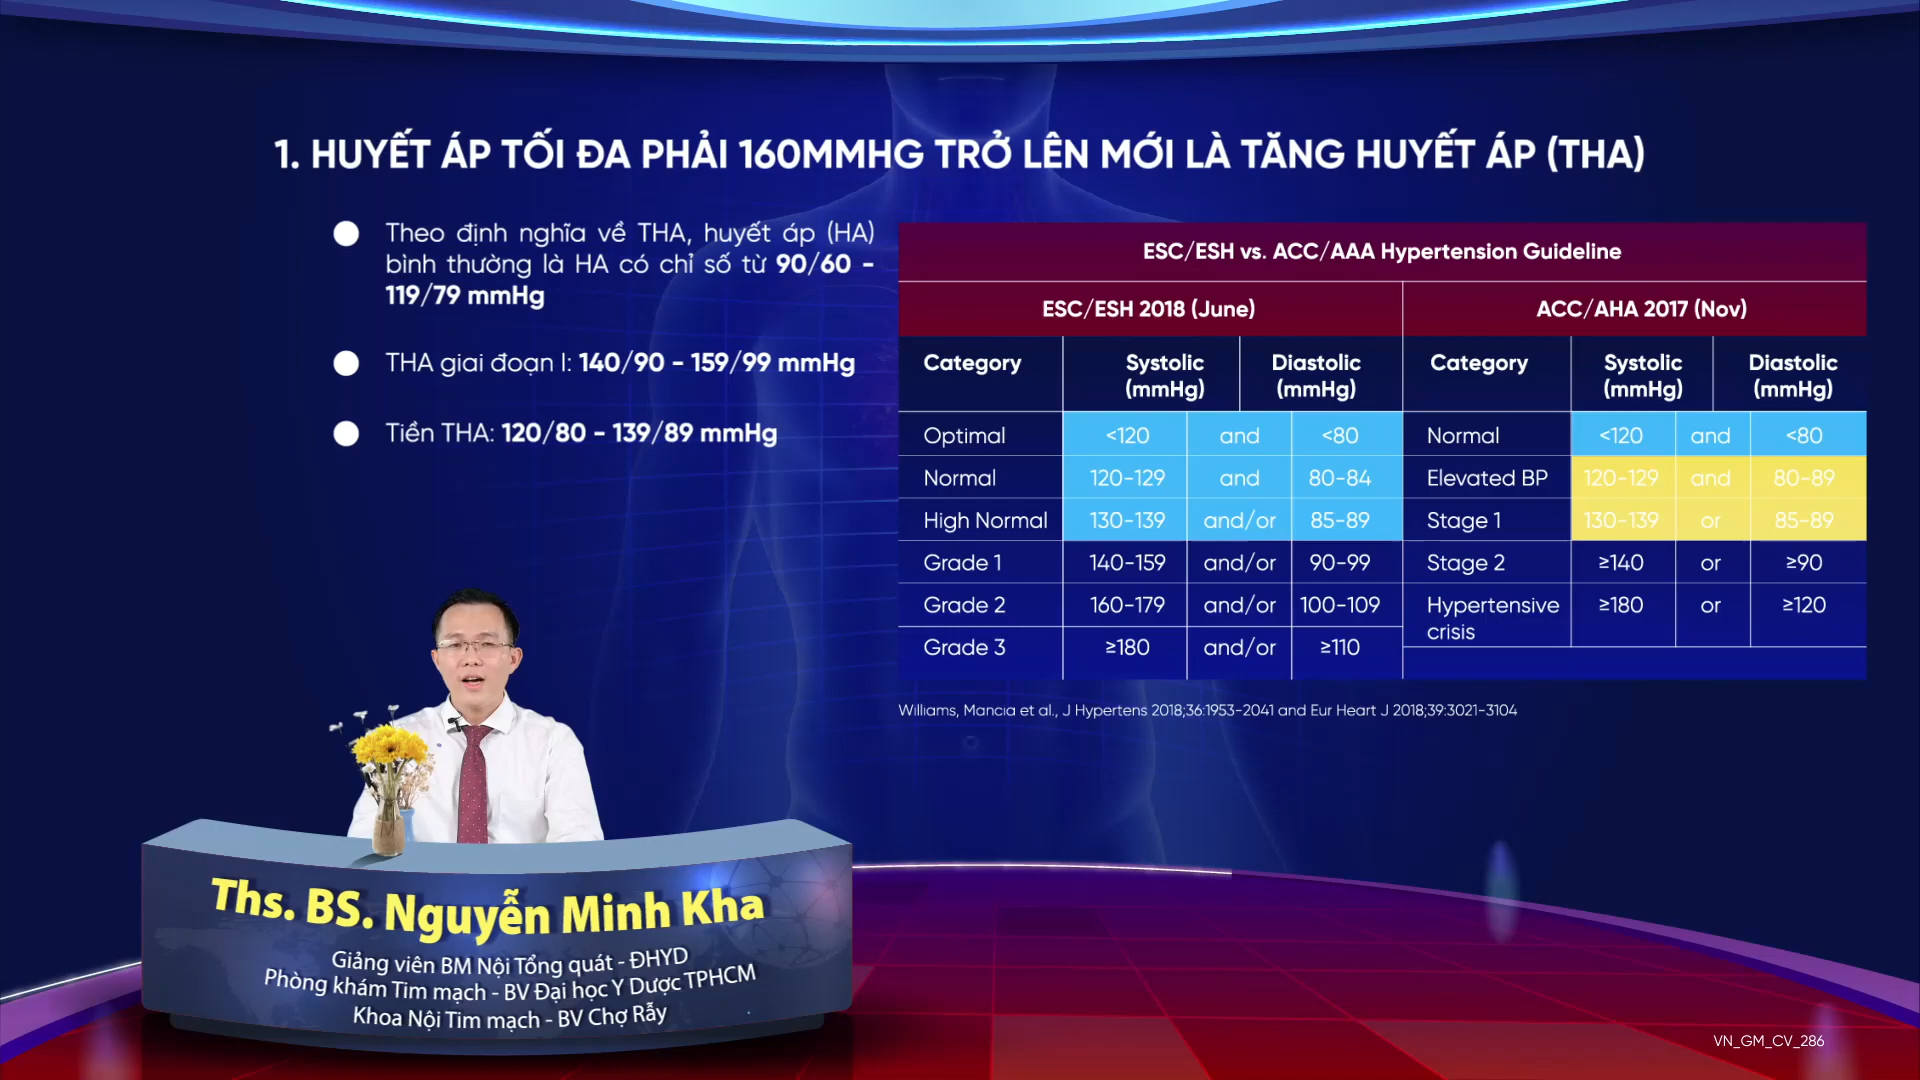 1. HUYẾT ÁP TỐI ĐA PHẢI 160MMHG TRỞ LÊN MỚI LÀ TĂNG HUYẾT ÁP (THA)
Theo định nghĩa về THA, huyết áp (HA)
bình thường là HA có chỉ số từ 90/60 -
119/79 mmHg
THA giai đoạn I: 140/90 - 159/99 mmHg
Tiền THA: 120/80 - 139/89 mmHg
ESC/ESH vs. ACC/AAA Hypertension Guideline
ESC/ESH 2018 (June) ACC/AHA 2017 (Nov)
Category Systolic (mmHg) Diastolic (mmHg) Category Systolic (mmHg) Diastolic (mmHg)
Optimal <120 and <80 Normal <120 and <80
Normal 120-129 and 80-84 Elevated BP 120-129 and 80-89
High Normal 130-139 and/or 85-89 Stage 1 130-139 or 85-89
Grade 1 140-159 and/or 90-99 Stage 2 ≥140 or ≥90
Grade 2 160-179 and/or 100-109 Hypertensive crisis ≥180 or ≥120
Grade 3 ≥180 and/or ≥110
Williams, Mancia et al., J Hypertens 2018;36:1953-2041 and Eur Heart J 2018;39:3021-3104
Ths. BS. Nguyễn Minh Kha
Giảng viên BM Nội Tổng quát - ĐHYD
Phòng khám Tim mạch - BV Đại học Y Dược TPHCM
Khoa Nội Tim mạch - BV Chợ Rẫy
VN_GM_CV_286